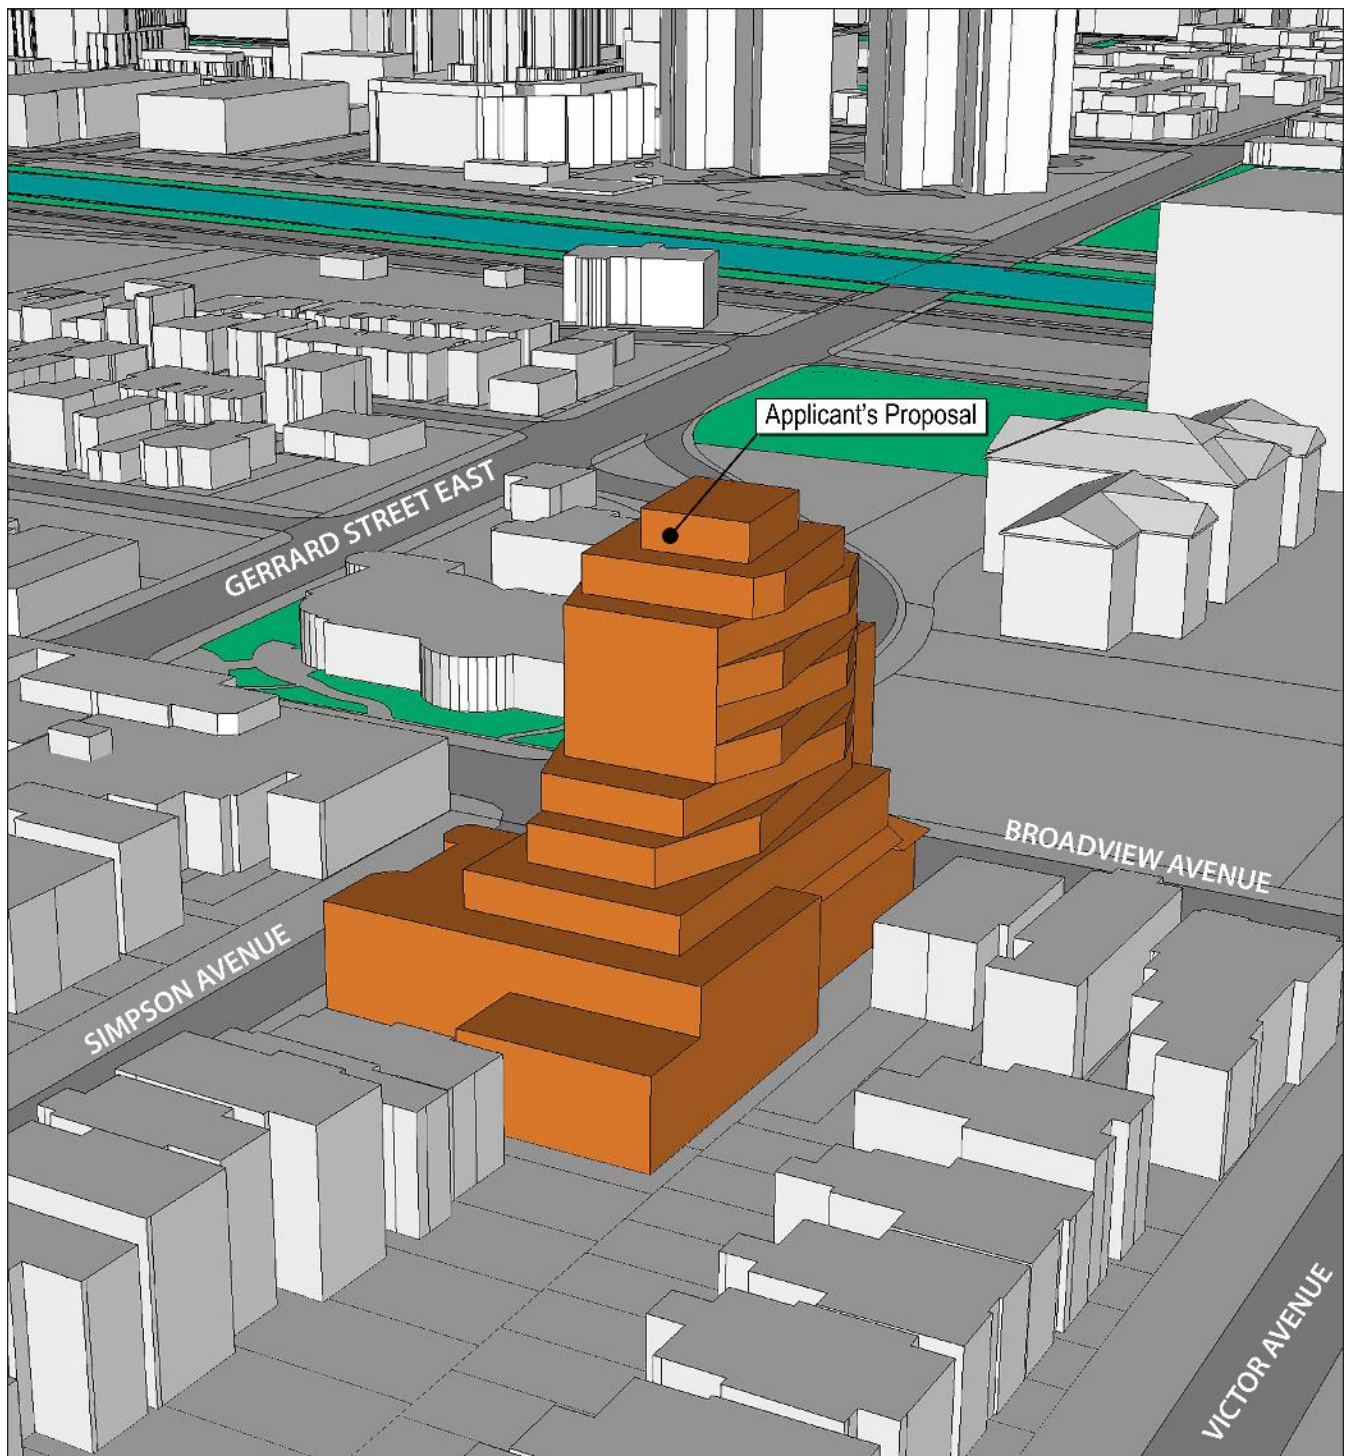 Applicant's Proposal
GERRARD STREET EAST
BROADVIEW AVENUE
SIMPSON AVENUE
VICTOR AVENUE